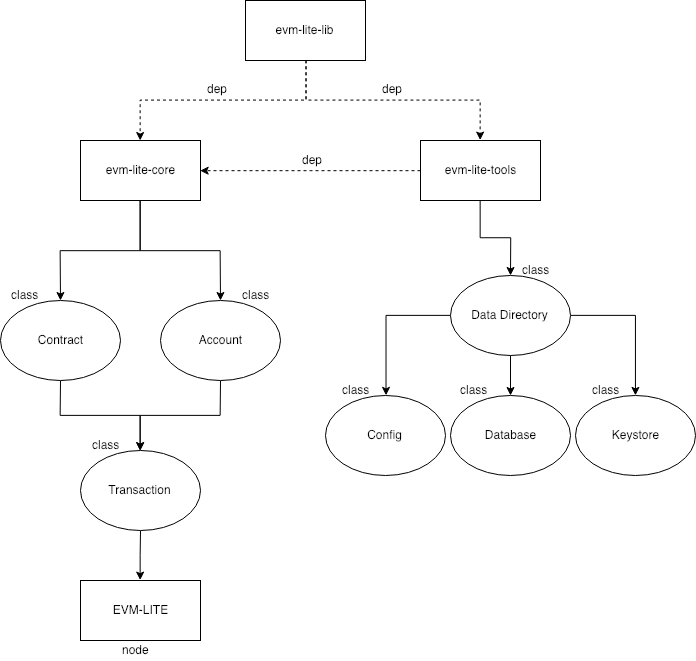 evm-lite-lib
dep
dep
evm-lite-core
dep
evm-lite-tools
class
class
class
Contract
Account
Data Directory
class
class
class
class
Config
Database
Keystore
Transaction
EVM-LITE
node